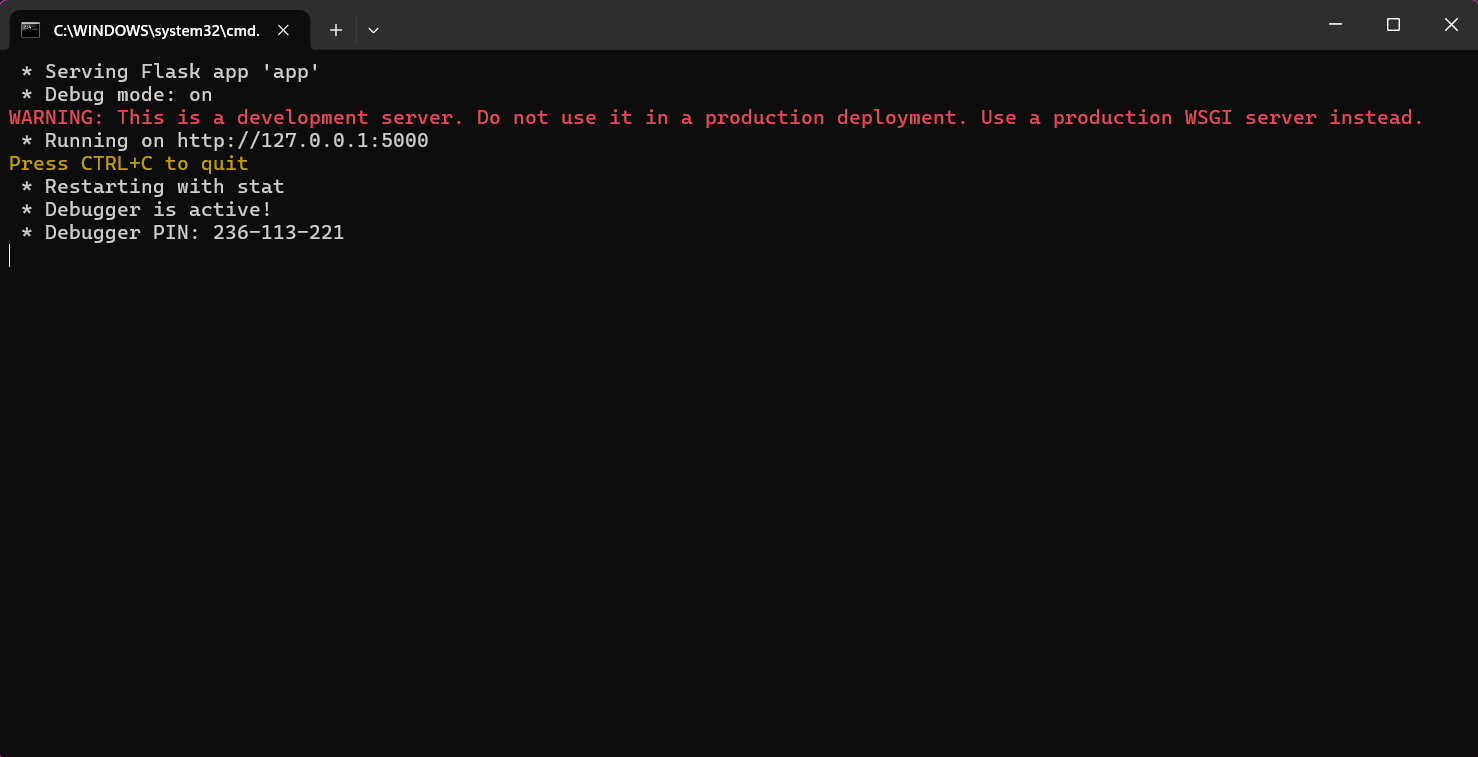 C:\WINDOWS\system32\cmd.
* Serving Flask app 'app'
* Debug mode: on
WARNING: This is a development server. Do not use it in a production deployment. Use a production WSGI server instead.
* Running on http://127.0.0.1:5000
Press CTRL+C to quit
* Restarting with stat
* Debugger is active!
* Debugger PIN: 236-113-221